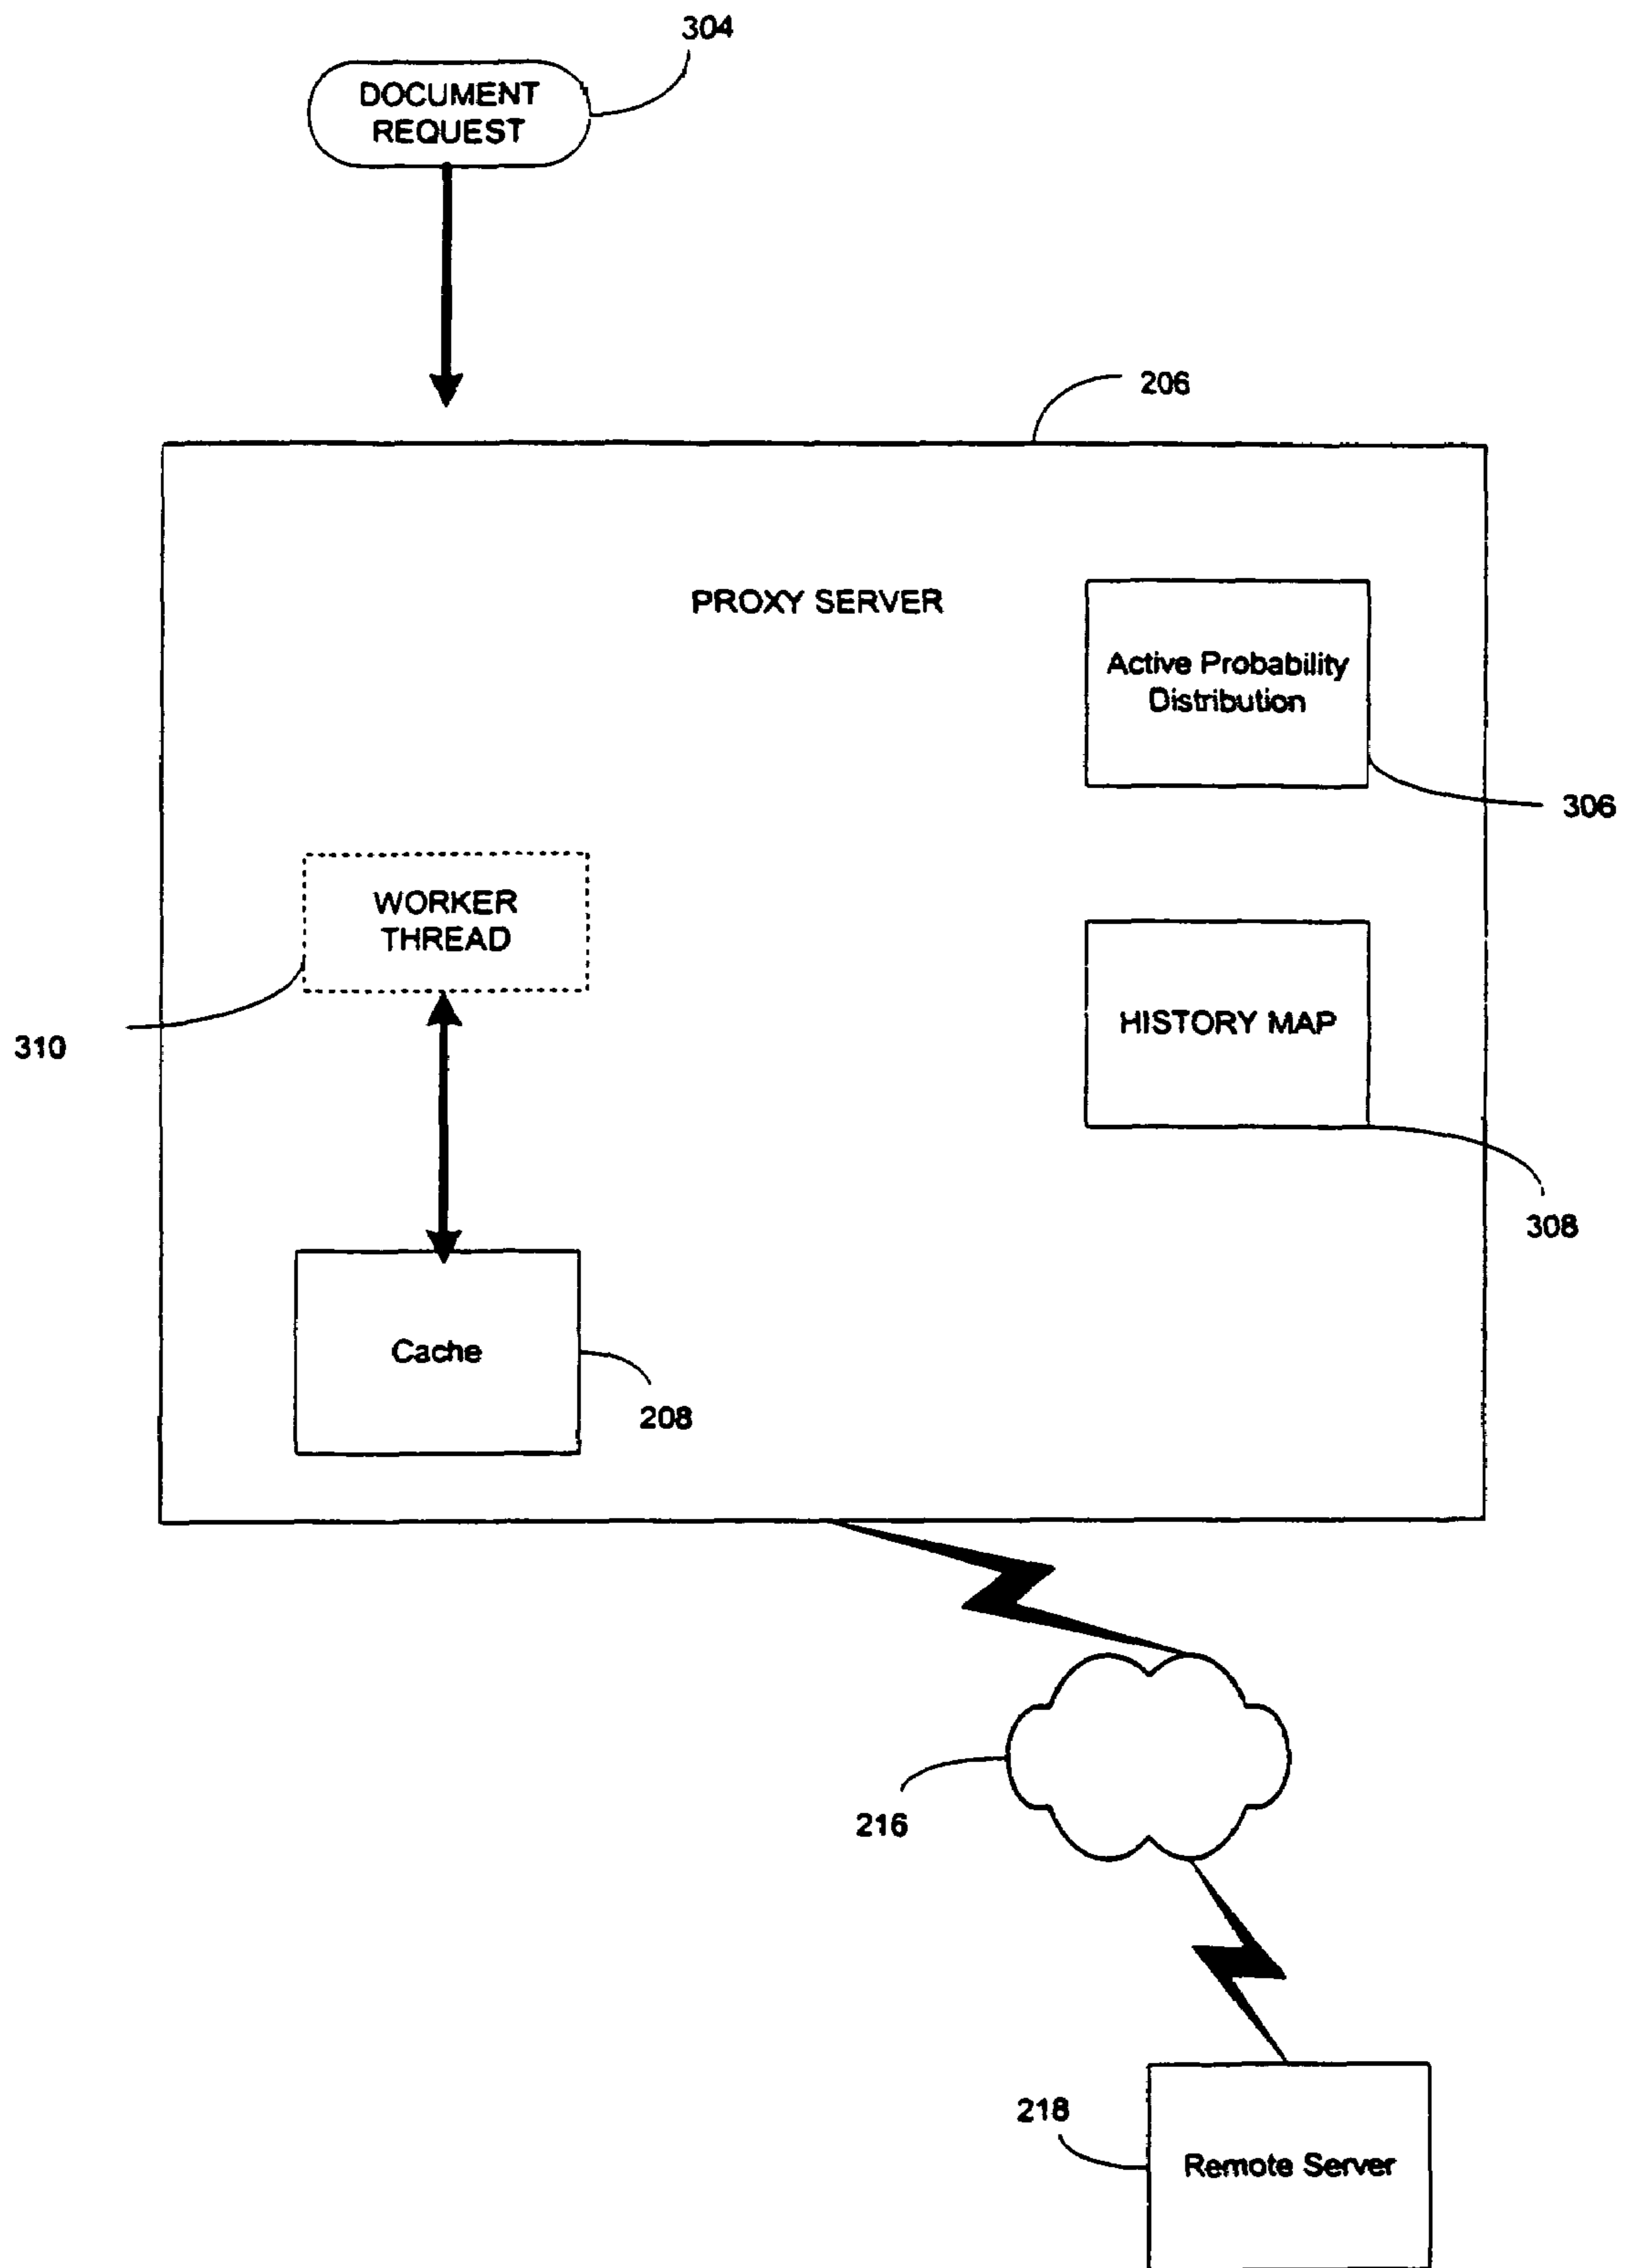 304
DOCUMENT
REQUEST
206
PROXY SERVER
Active Probability
Distribution
306
WORKER
THREAD
HISTORY MAP
310
308
Cache
208
216
218
Remote Server